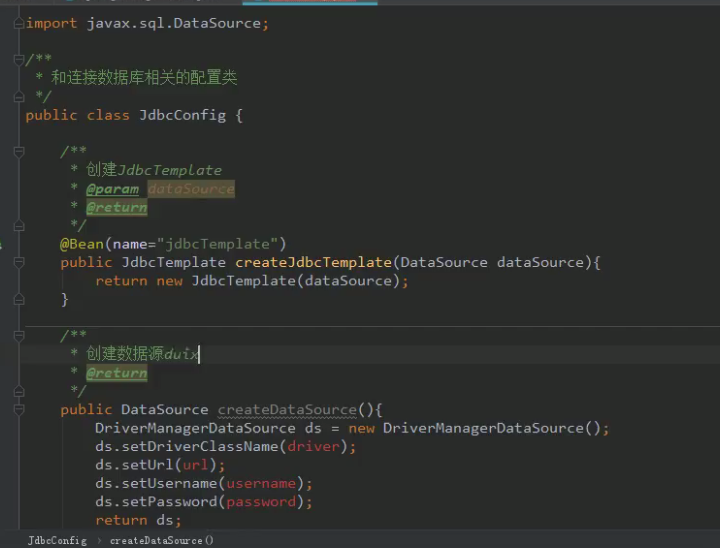 import javax.sql.DataSource;
/**
* 和连接数据库相关的配置类
*/
public class JdbcConfig {
/**
* 创建JdbcTemplate
* @param dataSource
* @return
*/
@Bean(name="jdbcTemplate")
public JdbcTemplate createJdbcTemplate(DataSource dataSource){
return new JdbcTemplate(dataSource);
}
/**
* 创建数据源duix
* @return
*/
public DataSource createDataSource(){
DriverManagerDataSource ds = new DriverManagerDataSource();
ds.setDriverClassName(driver);
ds.setUrl(url);
ds.setUsername(username);
ds.setPassword(password);
return ds;
JdbcConfig › createDataSource()